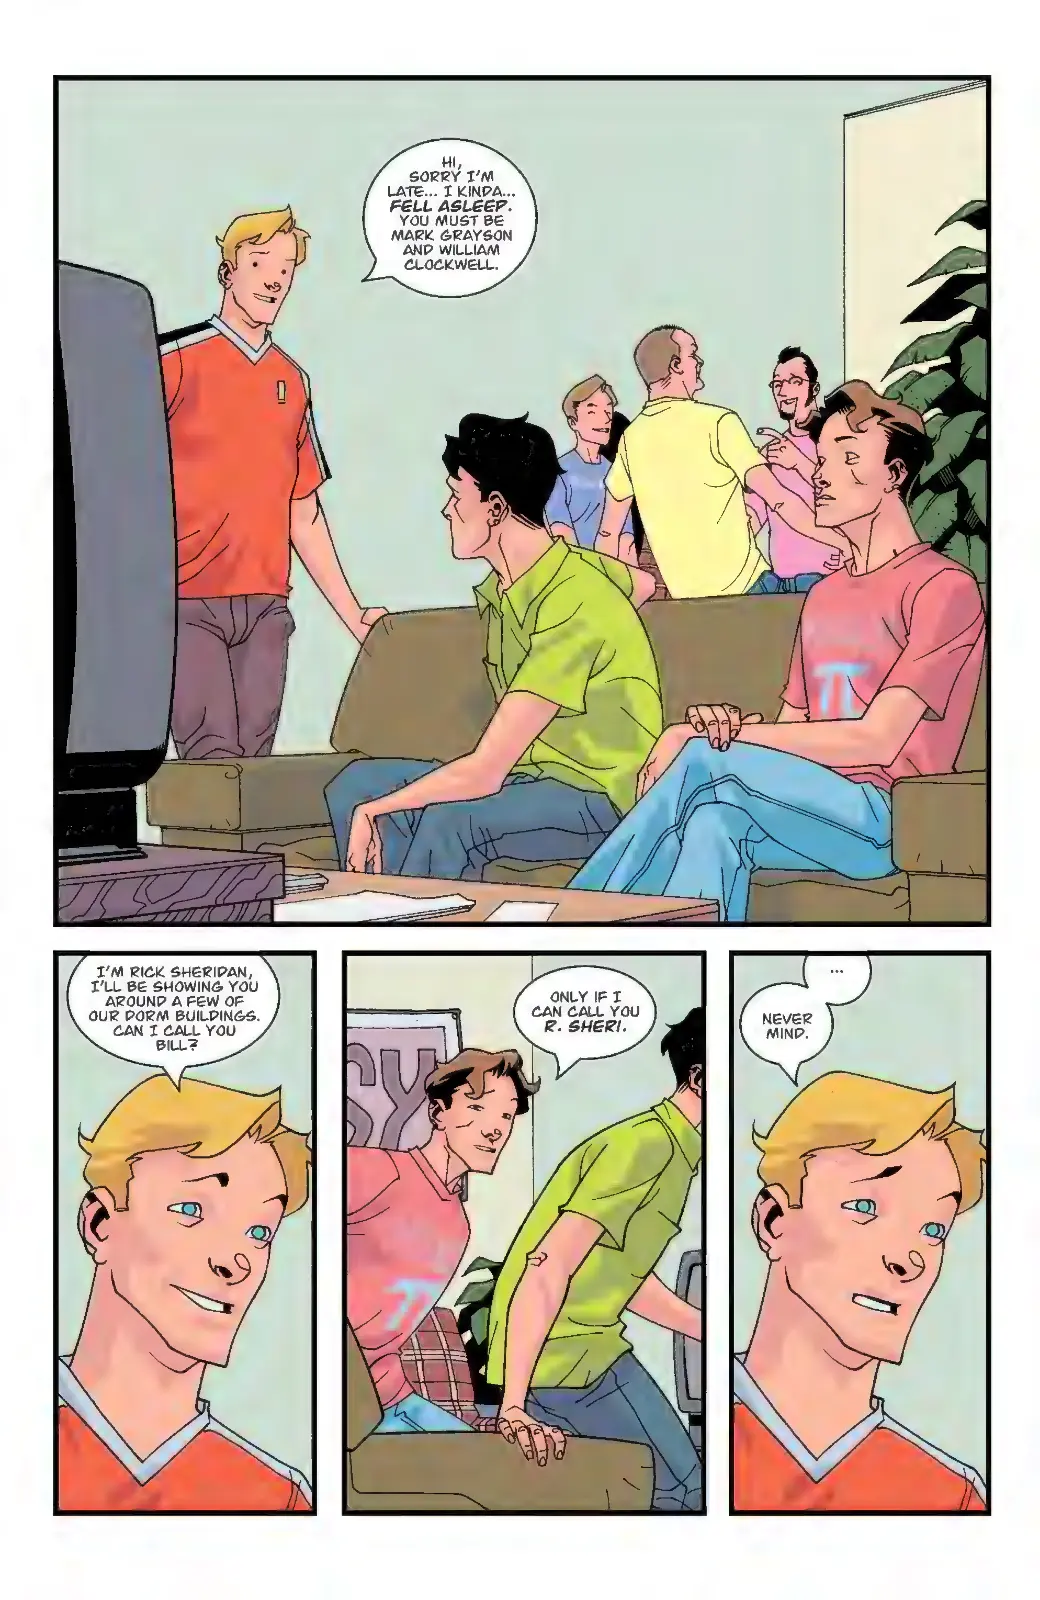 HI,
SORRY I'M
LATE... I KINDA...
FELL ASLEEP.
YOU MUST BE
MARK GRAYSON
AND WILLIAM
CLOCKWELL.
π
I'M RICK SHERIDAN,
I'LL BE SHOWING YOU
AROUND A FEW OF
OUR DORM BUILDINGS.
CAN I CALL YOU
BILL?
ONLY IF I
CAN CALL YOU
R. SHERI.
SY
π
...
NEVER
MIND.